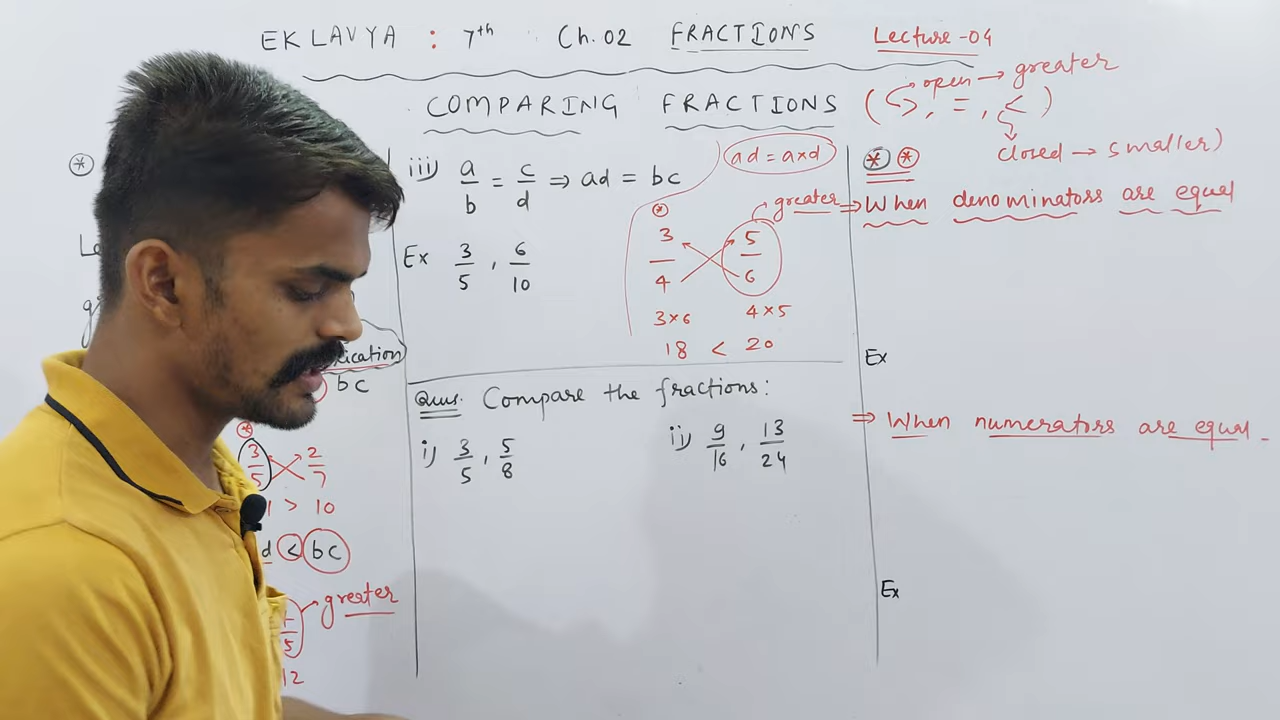 EKLAVYA : 7th Ch. 02 FRACTIONS Lecture -04
COMPARING FRACTIONS ( >, =, < )
open → greater
closed → smaller)
iii) a/b = c/d ⇒ ad = bc
ad = a×d
Ex 3/5 , 6/10
3/4 5/6
greater
3×6 4×5
18 < 20
bc
3/5 2/7
> 10
< bc
greater
12
Ques. Compare the fractions:
i) 3/5 , 5/8 ii) 9/16 , 13/24
⇒ When denominators are equal
Ex
⇒ When numerators are equal.
Ex